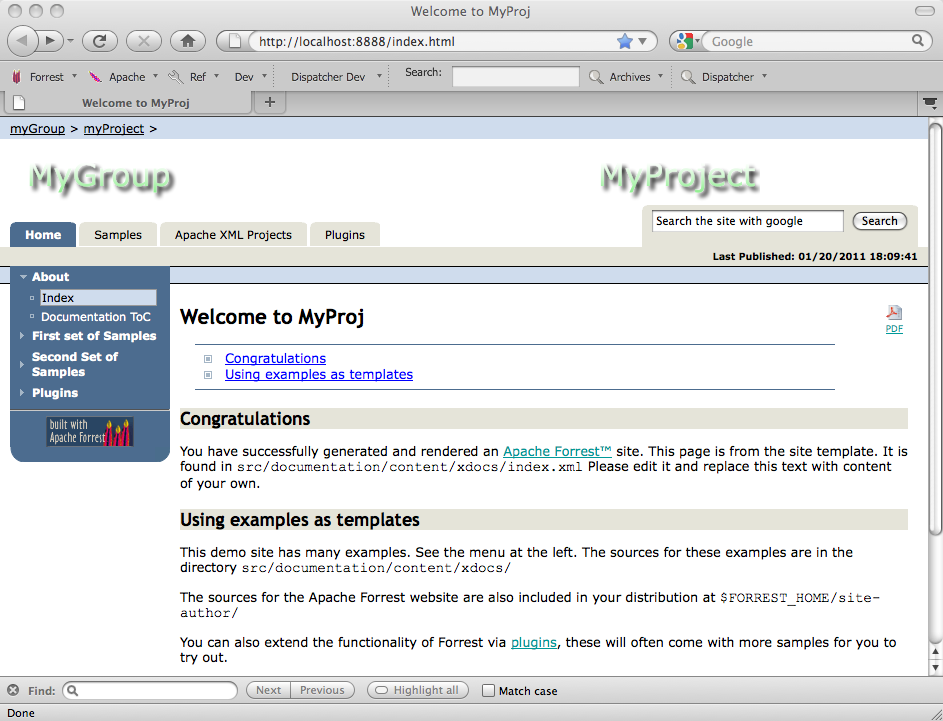 Welcome to MyProj
http://localhost:8888/index.html
Google
Forrest Apache Ref Dev Dispatcher Dev Search: Archives Dispatcher
Welcome to MyProj
myGroup > myProject >
MyGroup MyProject
Search the site with google Search
Home Samples Apache XML Projects Plugins
Last Published: 01/20/2011 18:09:41
About
Index
Documentation ToC
First set of Samples
Second Set of
Samples
Plugins
built with
Apache Forrest
Welcome to MyProj
PDF
Congratulations
Using examples as templates
Congratulations
You have successfully generated and rendered an Apache Forrest™ site. This page is from the site template. It is
found in src/documentation/content/xdocs/index.xml Please edit it and replace this text with content
of your own.
Using examples as templates
This demo site has many examples. See the menu at the left. The sources for these examples are in the
directory src/documentation/content/xdocs/
The sources for the Apache Forrest website are also included in your distribution at $FORREST_HOME/site-
author/
You can also extend the functionality of Forrest via plugins, these will often come with more samples for you to
try out.
Find: Next Previous Highlight all Match case
Done